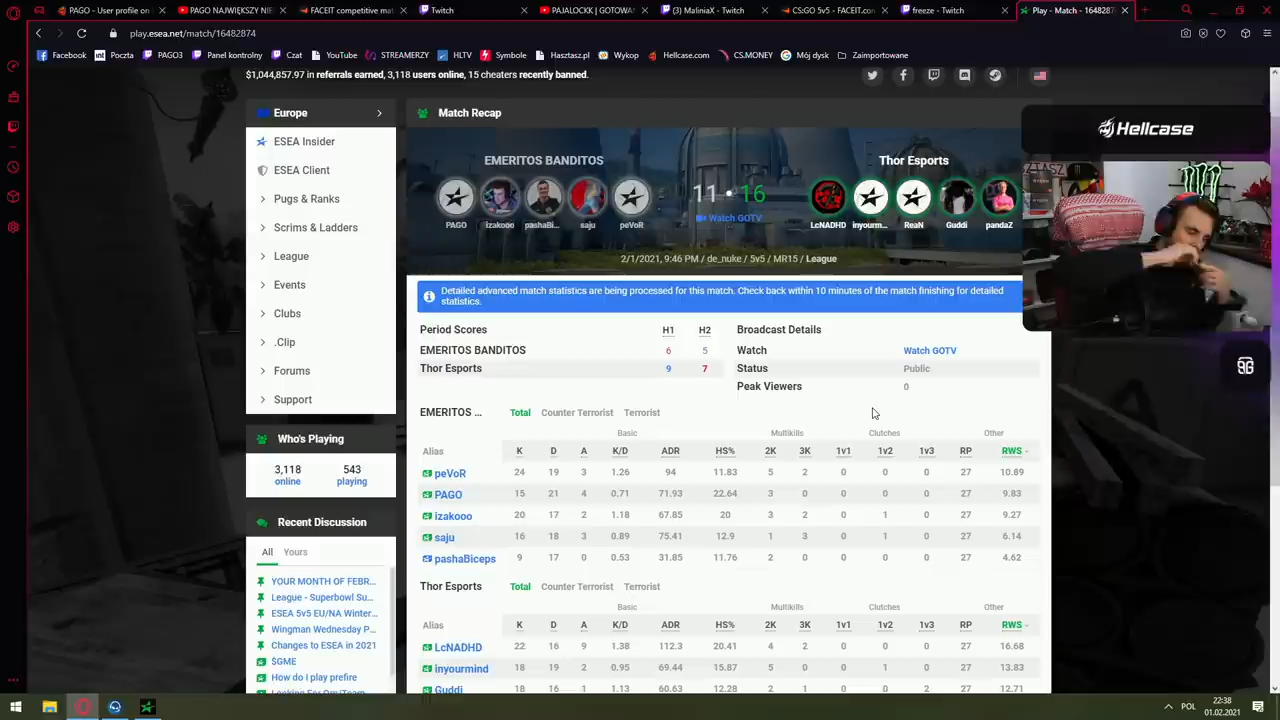 PAGO - User profile on
PAGO NAJWIĘKSZY NIE
FACEIT competitive mat
Twitch
PAJALOCKK | GOTOWA
MaliniaX - Twitch
CS:GO 5v5 - FACEIT.com
freeze - Twitch
Play - Match - 1648287
play.esea.net/match/16482874
Facebook
Poczta
PAGO3
Panel kontrolny
Czat
YouTube
STREAMERZY
HLTV
Symbole
Hasztasz.pl
Wykop
Hellcase.com
CS.MONEY
Mój dysk
Zaimportowane
$1,044,857.97 in referrals earned, 3,118 users online, 15 cheaters recently banned.
Europe
ESEA Insider
ESEA Client
Pugs & Ranks
Scrims & Ladders
League
Events
Clubs
.Clip
Forums
Support
Who's Playing
3,118 543
online playing
Recent Discussion
All Yours
YOUR MONTH OF FEBR...
League - Superbowl Su...
ESEA 5v5 EU/NA Winter...
Wingman Wednesday P...
Changes to ESEA in 2021
$GME
How do i play prefire
Match Recap
EMERITOS BANDITOS
Thor Esports
11 • 16
Watch GOTV
PAGO izakooo pashaBi... saju peVoR
LcNADHD inyourm... ReaN Guddi pandaZ
2/1/2021, 9:46 PM / de_nuke / 5v5 / MR15 / League
Detailed advanced match statistics are being processed for this match. Check back within 10 minutes of the match finishing for detailed
statistics.
Period Scores H1 H2
EMERITOS BANDITOS 6 5
Thor Esports 9 7
Broadcast Details
Watch Watch GOTV
Status Public
Peak Viewers 0
EMERITOS ... Total Counter Terrorist Terrorist
Basic Multikills Clutches Other
Alias K D A K/D ADR HS% 2K 3K 1v1 1v2 1v3 RP RWS
peVoR 24 19 3 1.26 94 11.83 5 2 0 0 0 27 10.89
PAGO 15 21 4 0.71 71.93 22.64 3 0 0 0 0 27 9.83
izakooo 20 17 2 1.18 67.85 20 3 2 0 1 0 27 9.27
saju 16 18 3 0.89 75.41 12.9 1 3 0 1 0 27 6.14
pashaBiceps 9 17 0 0.53 31.85 11.76 2 0 0 0 0 27 4.62
Thor Esports Total Counter Terrorist Terrorist
Basic Multikills Clutches Other
Alias K D A K/D ADR HS% 2K 3K 1v1 1v2 1v3 RP RWS
LcNADHD 22 16 9 1.38 112.3 20.41 4 2 0 0 0 27 16.68
inyourmind 18 19 2 0.95 69.44 15.87 5 0 0 1 0 27 13.83
Guddi 18 16 1 1.13 60.63 12.28 3 1 0 0 2 27 12.71
Hellcase
POL
22:38
01.02.2021